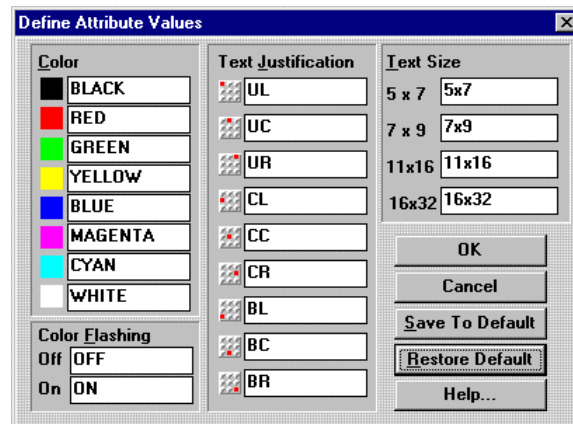 Define Attribute Values
Color
BLACK
RED
GREEN
YELLOW
BLUE
MAGENTA
CYAN
WHITE
Color Flashing
Off OFF
On ON
Text Justification
UL
UC
UR
CL
CC
CR
BL
BC
BR
Text Size
5 x 7 5x7
7 x 9 7x9
11x16 11x16
16x32 16x32
OK
Cancel
Save To Default
Restore Default
Help...